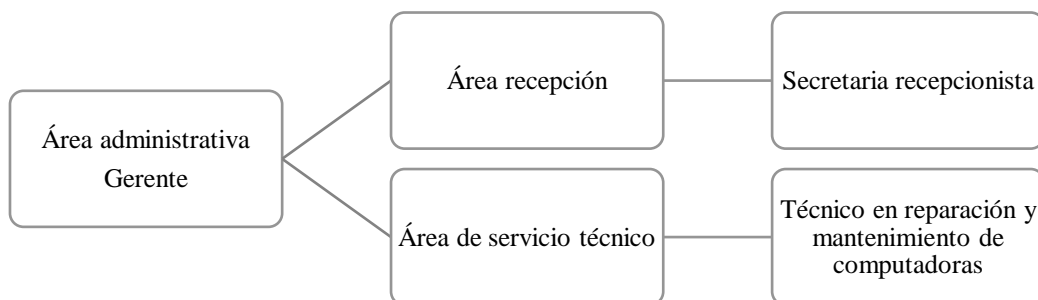 Área administrativa
Gerente
Área recepción
Secretaria recepcionista
Área de servicio técnico
Técnico en reparación y
mantenimiento de
computadoras